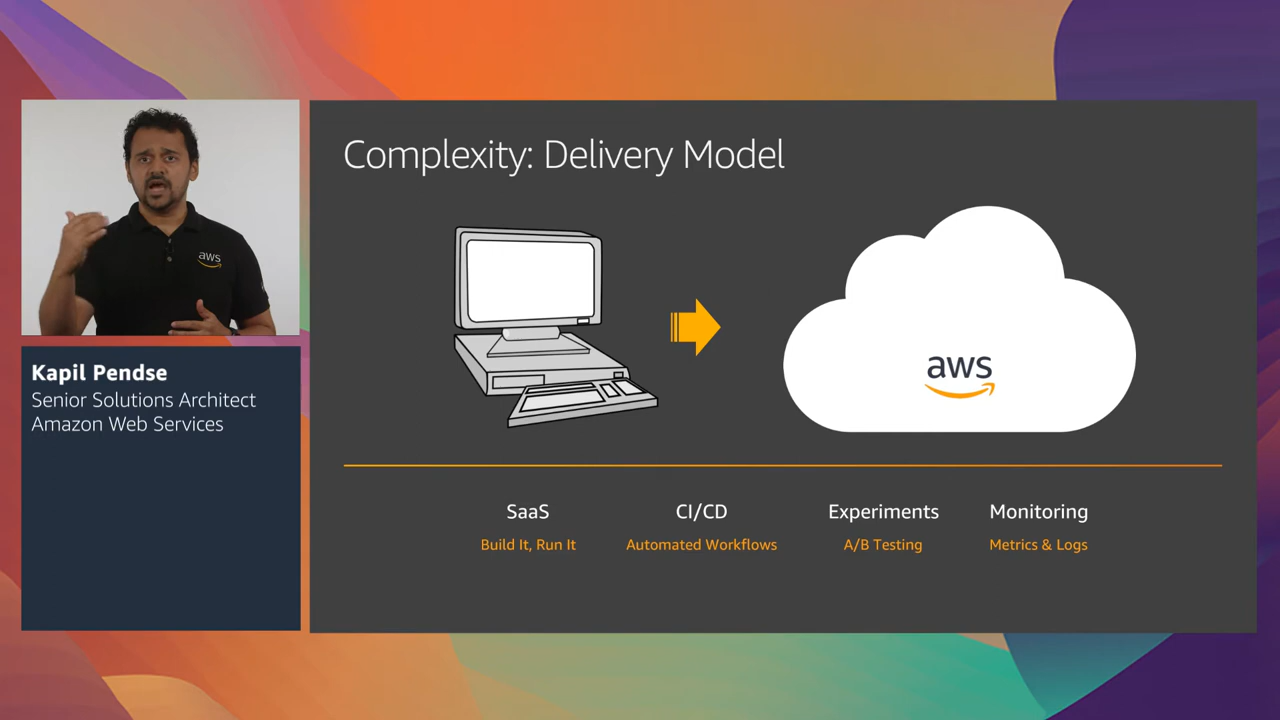 Complexity: Delivery Model
aws
aws
Kapil Pendse
Senior Solutions Architect
Amazon Web Services
SaaS
CI/CD
Experiments
Monitoring
Build It, Run It
Automated Workflows
A/B Testing
Metrics & Logs